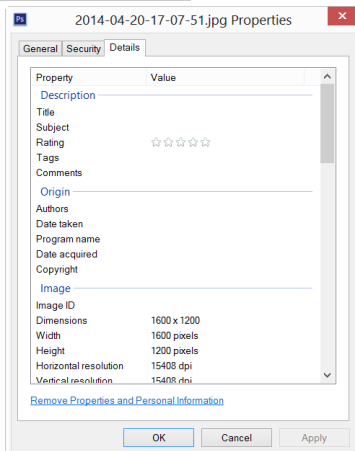 Ps 2014-04-20-17-07-51.jpg Properties x
General Security Details
Property Value
Description
Title
Subject
Rating
Tags
Comments
Origin
Authors
Date taken
Program name
Date acquired
Copyright
Image
Image ID
Dimensions 1600 x 1200
Width 1600 pixels
Height 1200 pixels
Horizontal resolution 15408 dpi
Vertical resolution 15408 dpi
Remove Properties and Personal Information
OK Cancel Apply